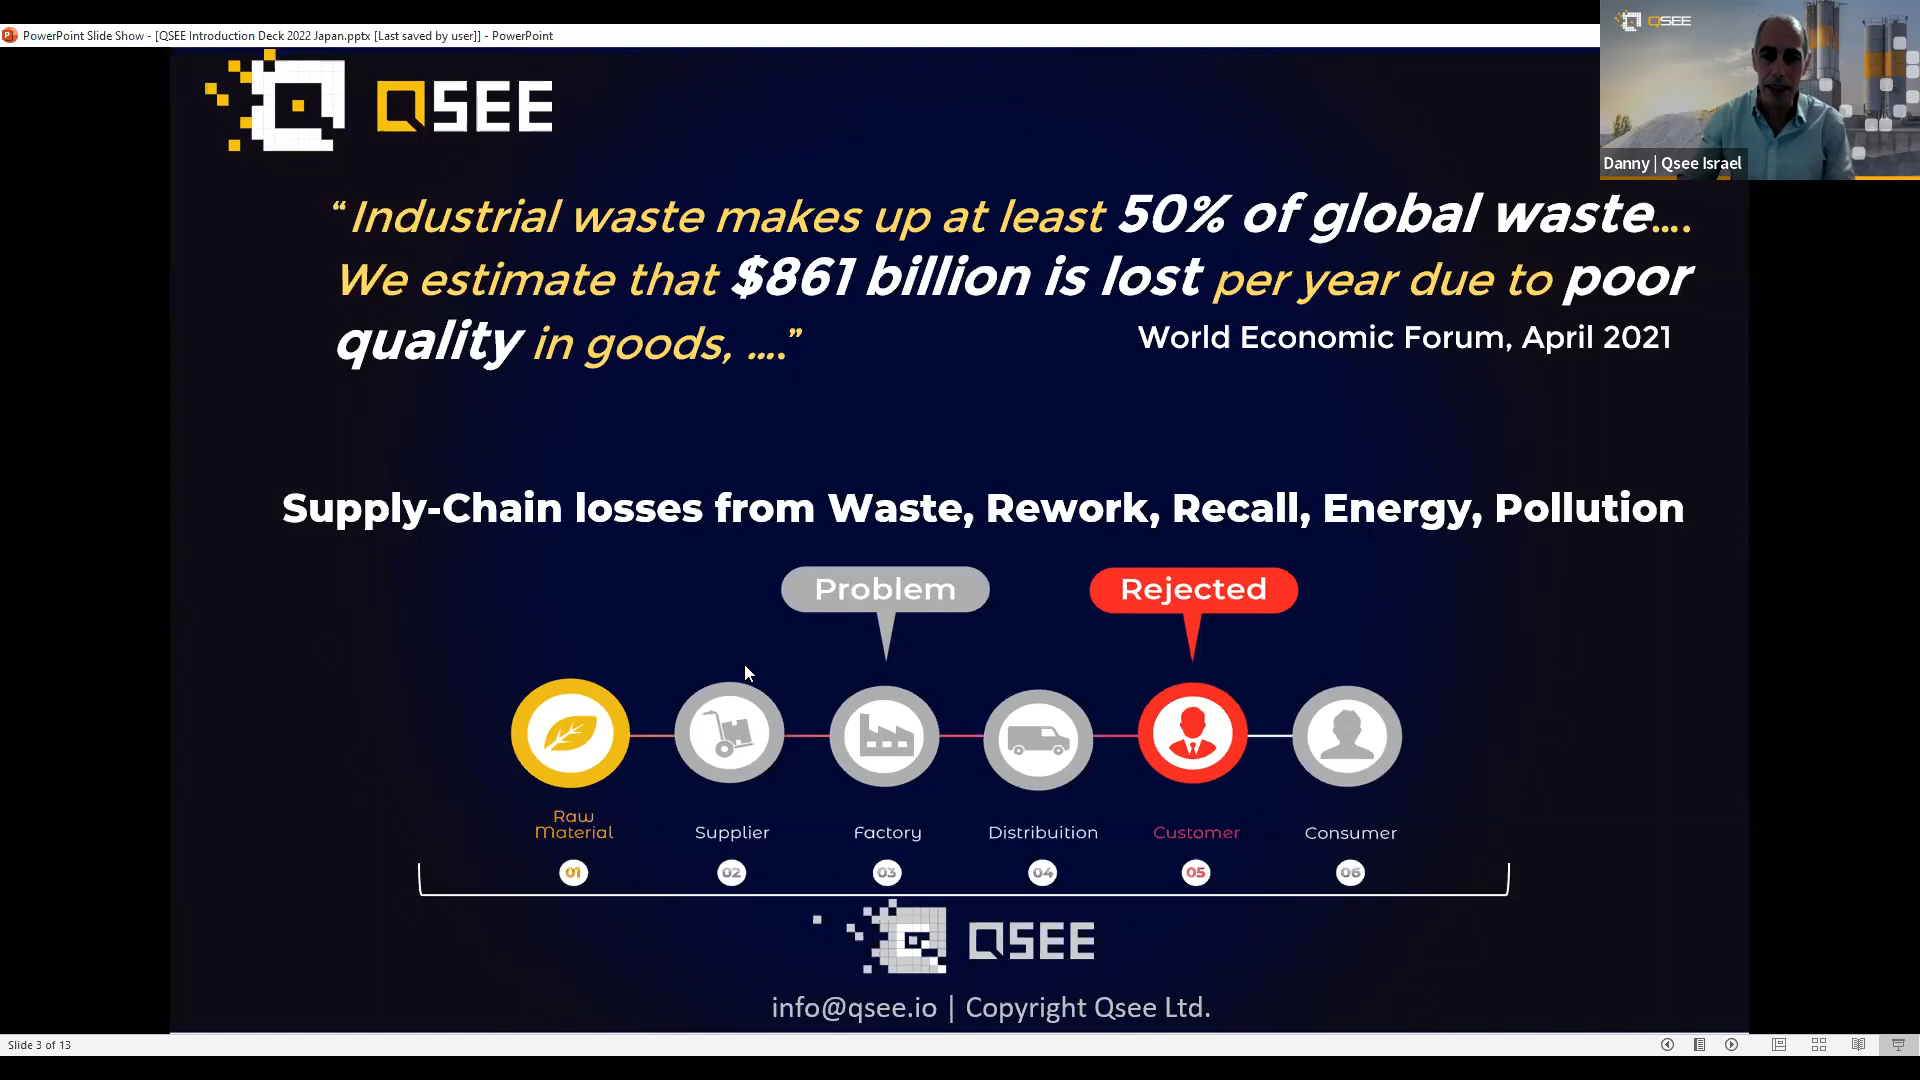 PowerPoint Slide Show - [QSEE Introduction Deck 2022 Japan.pptx [Last saved by user]] - PowerPoint
QSEE
QSEE
Danny | Qsee Israel
“Industrial waste makes up at least 50% of global waste….
We estimate that $861 billion is lost per year due to poor
quality in goods, ….”
World Economic Forum, April 2021
Supply-Chain losses from Waste, Rework, Recall, Energy, Pollution
Problem
Rejected
Raw
Material
Supplier
Factory
Distribuition
Customer
Consumer
01
02
03
04
05
06
QSEE
info@qsee.io | Copyright Qsee Ltd.
Slide 3 of 13